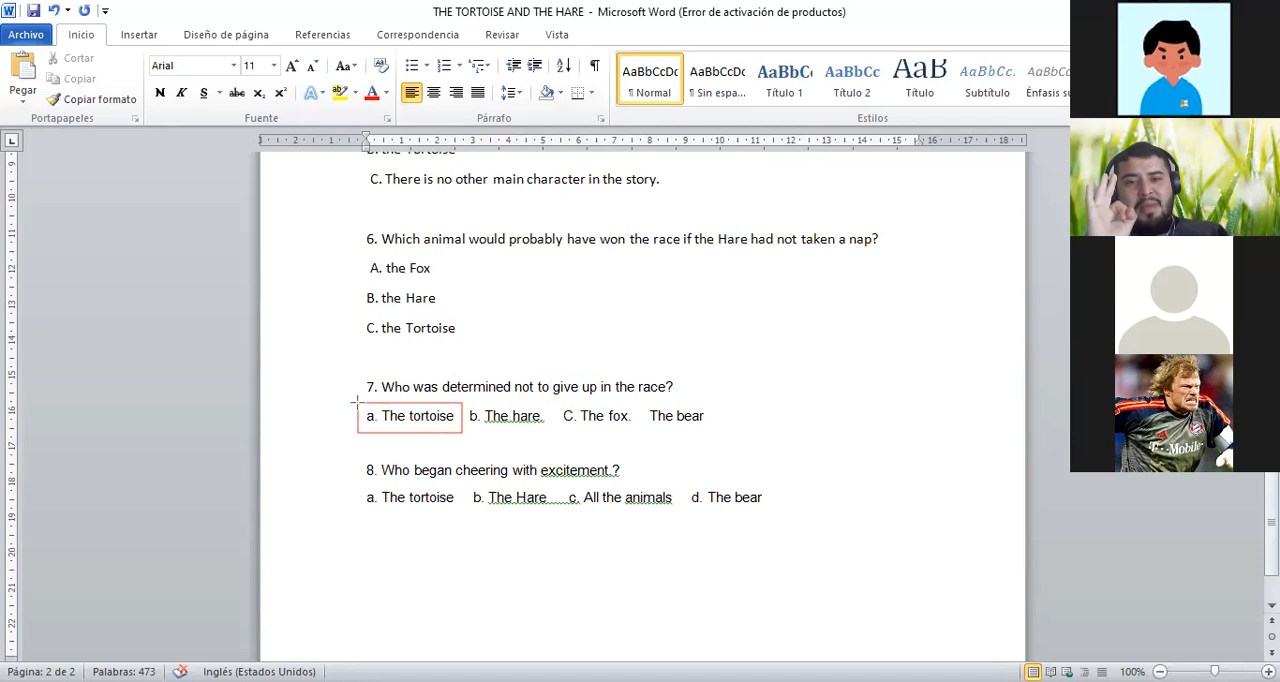 THE TORTOISE AND THE HARE - Microsoft Word (Error de activación de productos)
Archivo Inicio Insertar Diseño de página Referencias Correspondencia Revisar Vista
Pegar
Cortar
Copiar
Copiar formato
Portapapeles
Arial 11
Fuente
Párrafo
AaBbCcDc AaBbCcDc AaBbC AaBbCc AaB AaBbCc. AaBbCc
¶ Normal ¶ Sin espa... Título 1 Título 2 Título Subtítulo Énfasis su
Estilos
B. the Tortoise
C. There is no other main character in the story.
6. Which animal would probably have won the race if the Hare had not taken a nap?
A. the Fox
B. the Hare
C. the Tortoise
7. Who was determined not to give up in the race?
a. The tortoise b. The hare. C. The fox. The bear
8. Who began cheering with excitement.?
a. The tortoise b. The Hare c. All the animals d. The bear
T··Mobile·
Página: 2 de 2 Palabras: 473 Inglés (Estados Unidos) 100%